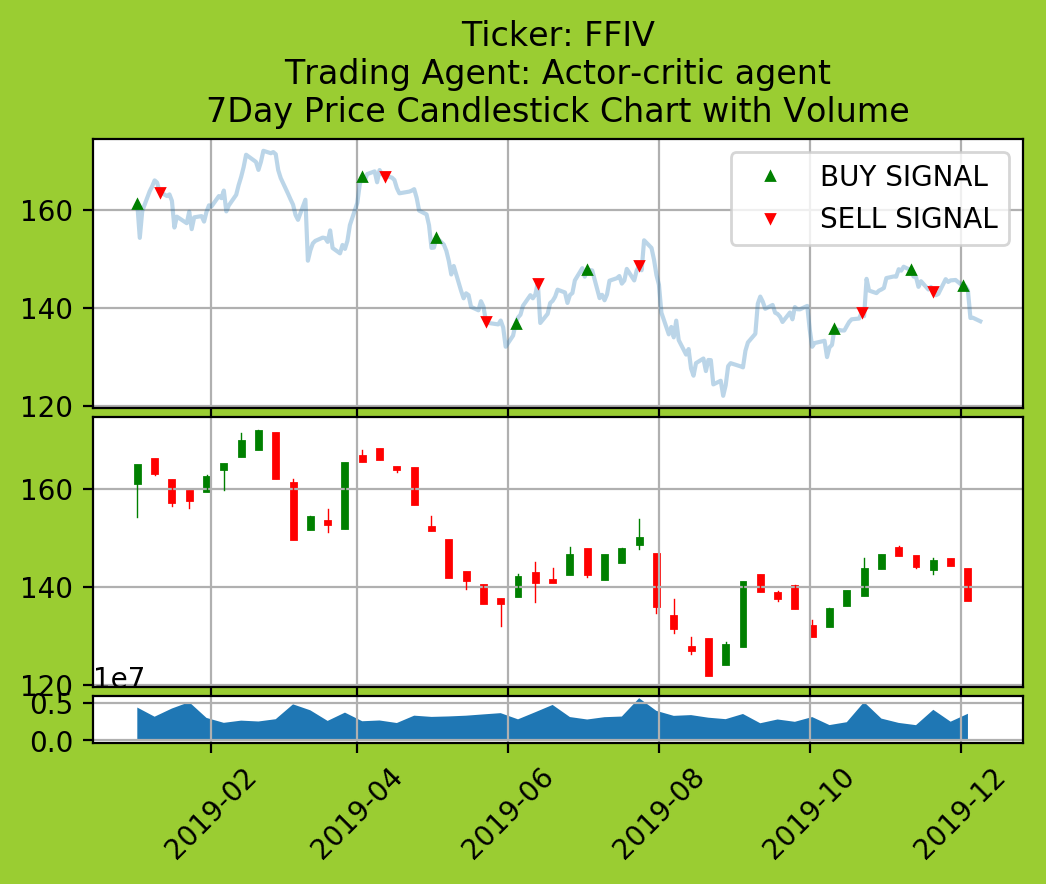 Ticker: FFIV
Trading Agent: Actor-critic agent
7Day Price Candlestick Chart with Volume
BUY SIGNAL
SELL SIGNAL
160
140
120
160
140
120
1e7
0.5
0.0
2019-02
2019-04
2019-06
2019-08
2019-10
2019-12